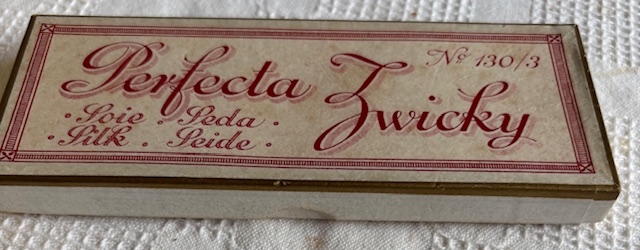 Perfecta Zwicky
Nº 130/3
· Soie · Seda ·
· Silk · Seide ·